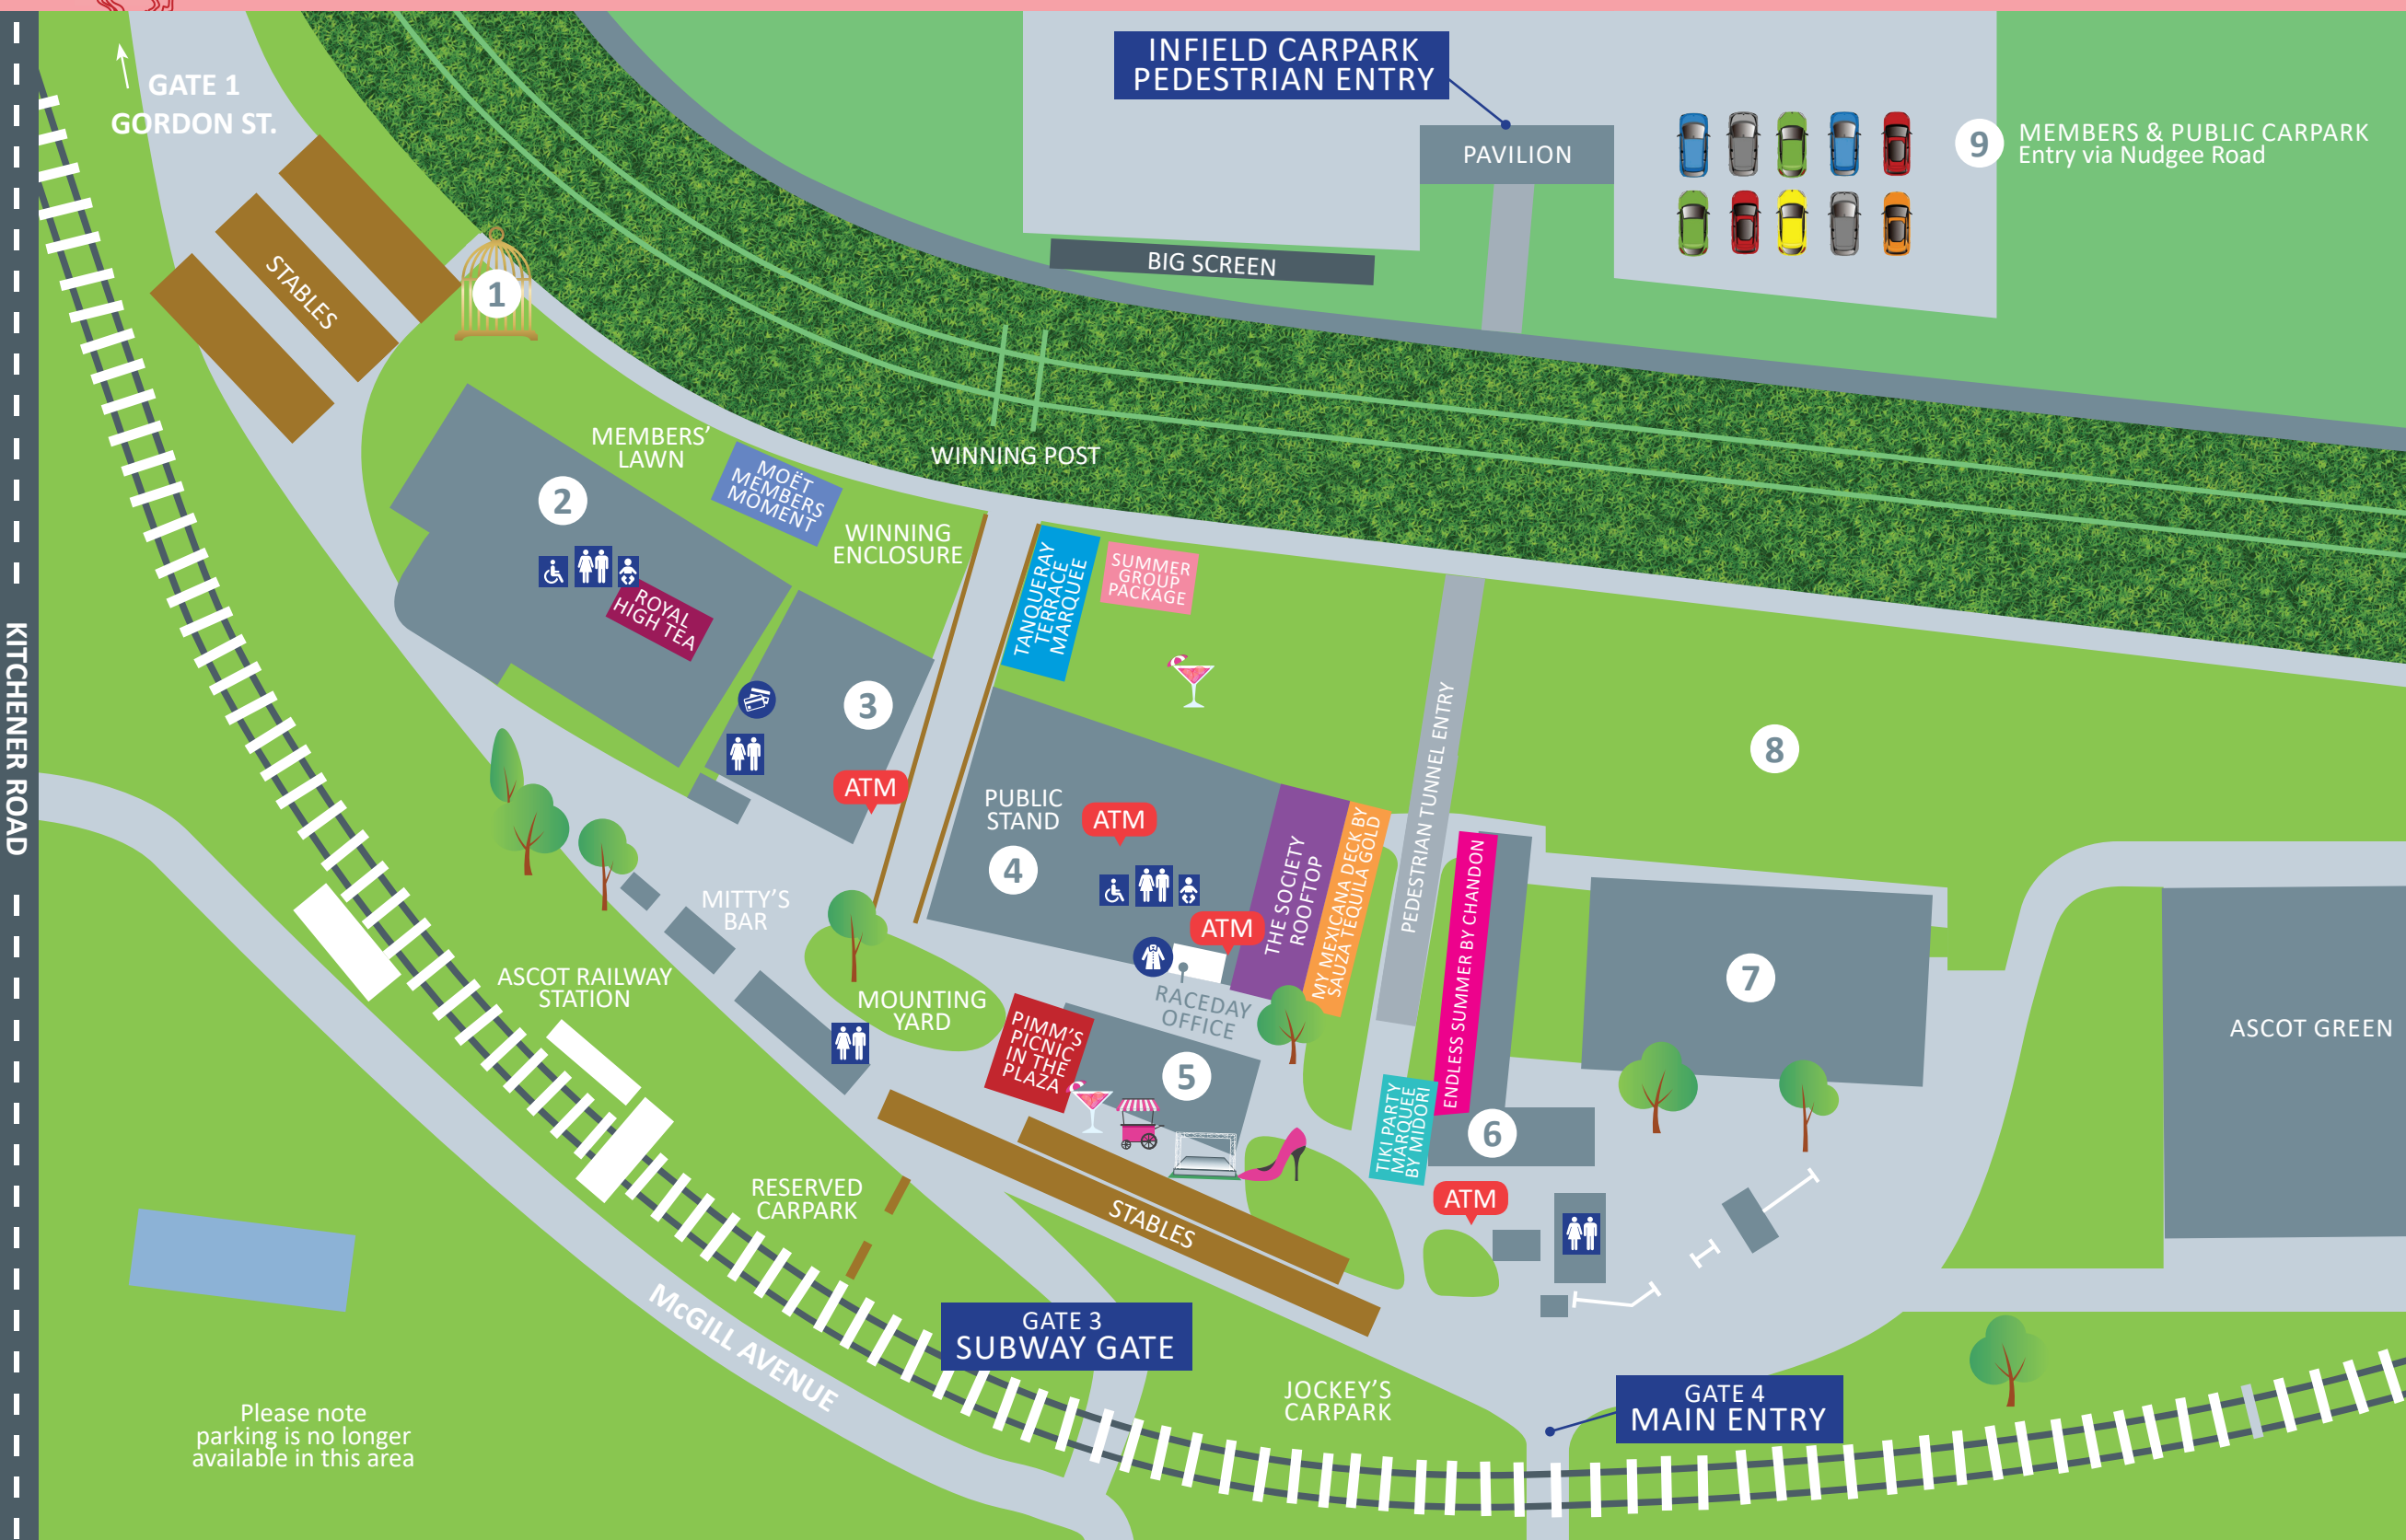 GATE 1
GORDON ST.
INFIELD CARPARK
PEDESTRIAN ENTRY
PAVILION
9
MEMBERS & PUBLIC CARPARK
Entry via Nudgee Road
BIG SCREEN
STABLES
1
MEMBERS'
LAWN
WINNING POST
MOËT
MEMBERS
MOMENT
2
WINNING
ENCLOSURE
TANQUERAY
TERRACE
MARQUEE
SUMMER
GROUP
PACKAGE
ROYAL
HIGH TEA
3
ATM
KITCHENER ROAD
8
PEDESTRIAN TUNNEL ENTRY
PUBLIC
STAND
ATM
4
THE SOCIETY
ROOFTOP
MY MEXICANA DECK BY
SAUZA TEQUILA GOLD
ENDLESS SUMMER BY CHANDON
7
ASCOT GREEN
MITTY'S
BAR
ATM
ASCOT RAILWAY
STATION
MOUNTING
YARD
RACEDAY
OFFICE
PIMM'S
PICNIC
IN THE
PLAZA
5
TIKI PARTY
MARQUEE
BY MIDORI
6
ATM
RESERVED
CARPARK
STABLES
McGILL AVENUE
GATE 3
SUBWAY GATE
JOCKEY'S
CARPARK
GATE 4
MAIN ENTRY
Please note
parking is no longer
available in this area